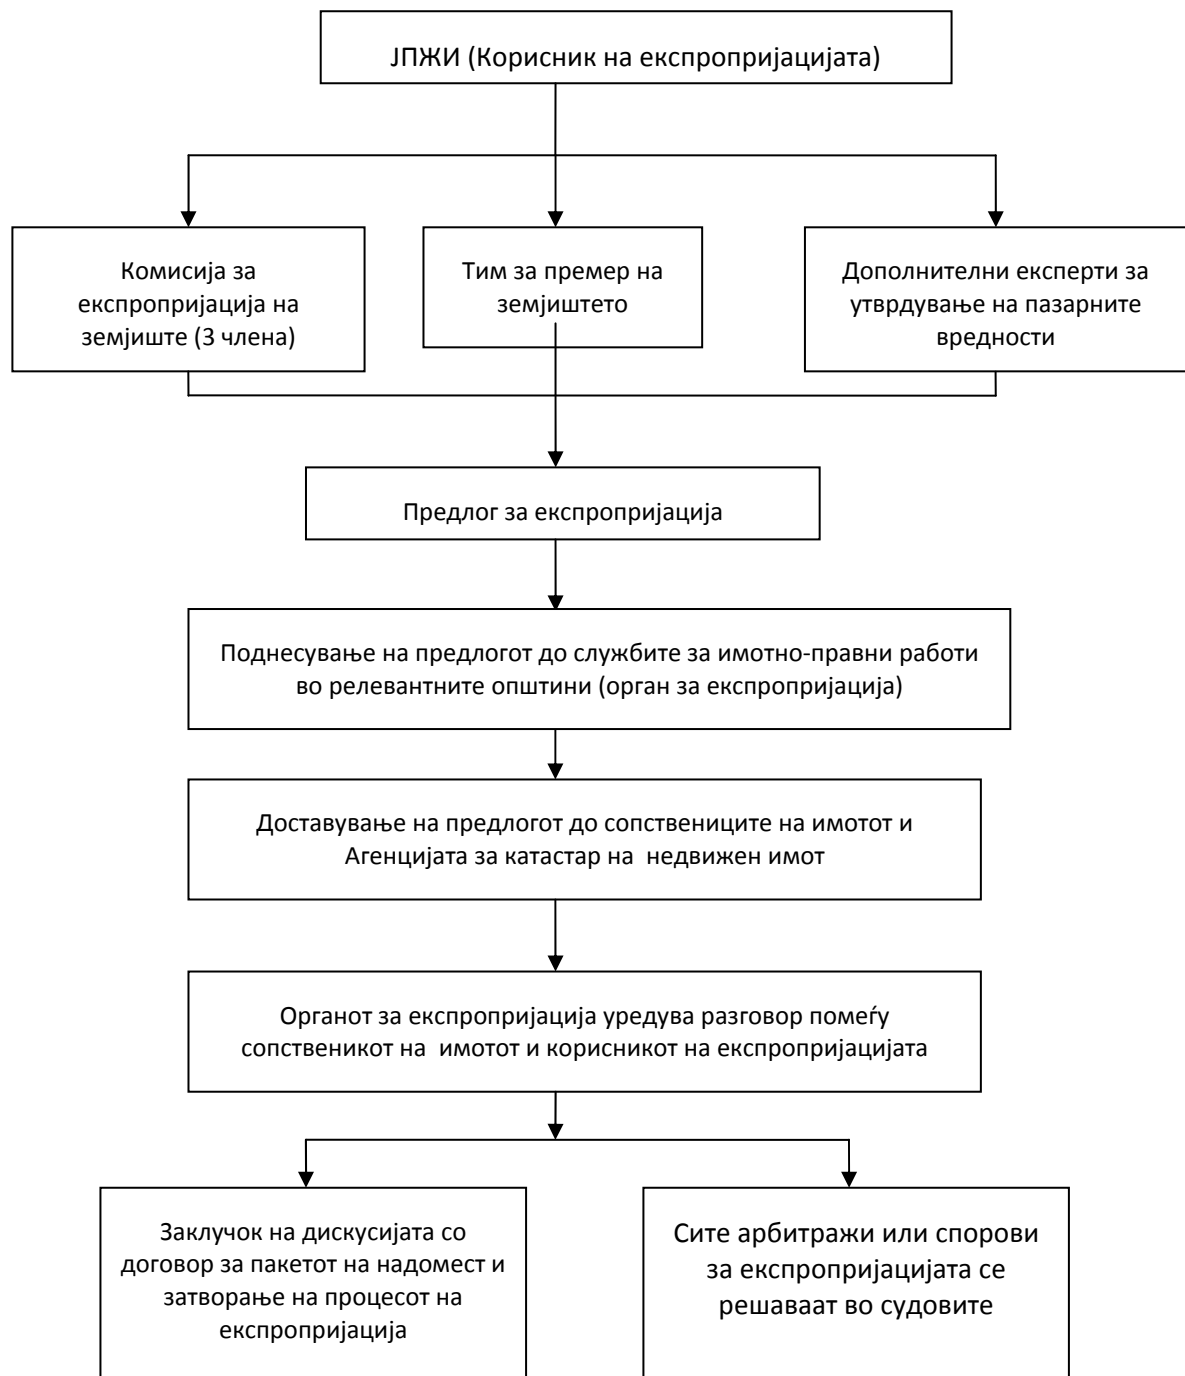 ЈПЖИ (Корисник на експропријацијата)
Комисија за
експропријација на
земјиште (3 члена)
Тим за премер на
земјиштето
Дополнителни експерти за
утврдување на пазарните
вредности
Предлог за експропријација
Поднесување на предлогот до службите за имотно-правни работи
во релевантните општини (орган за експропријација)
Доставување на предлогот до сопствениците на имотот и
Агенцијата за катастар на недвижен имот
Органот за експропријација уредува разговор помеѓу
сопственикот на имотот и корисникот на експропријацијата
Заклучок на дискусијата со
договор за пакетот на надомест и
затворање на процесот на
експропријација
Сите арбитражи или спорови
за експропријацијата се
решаваат во судовите